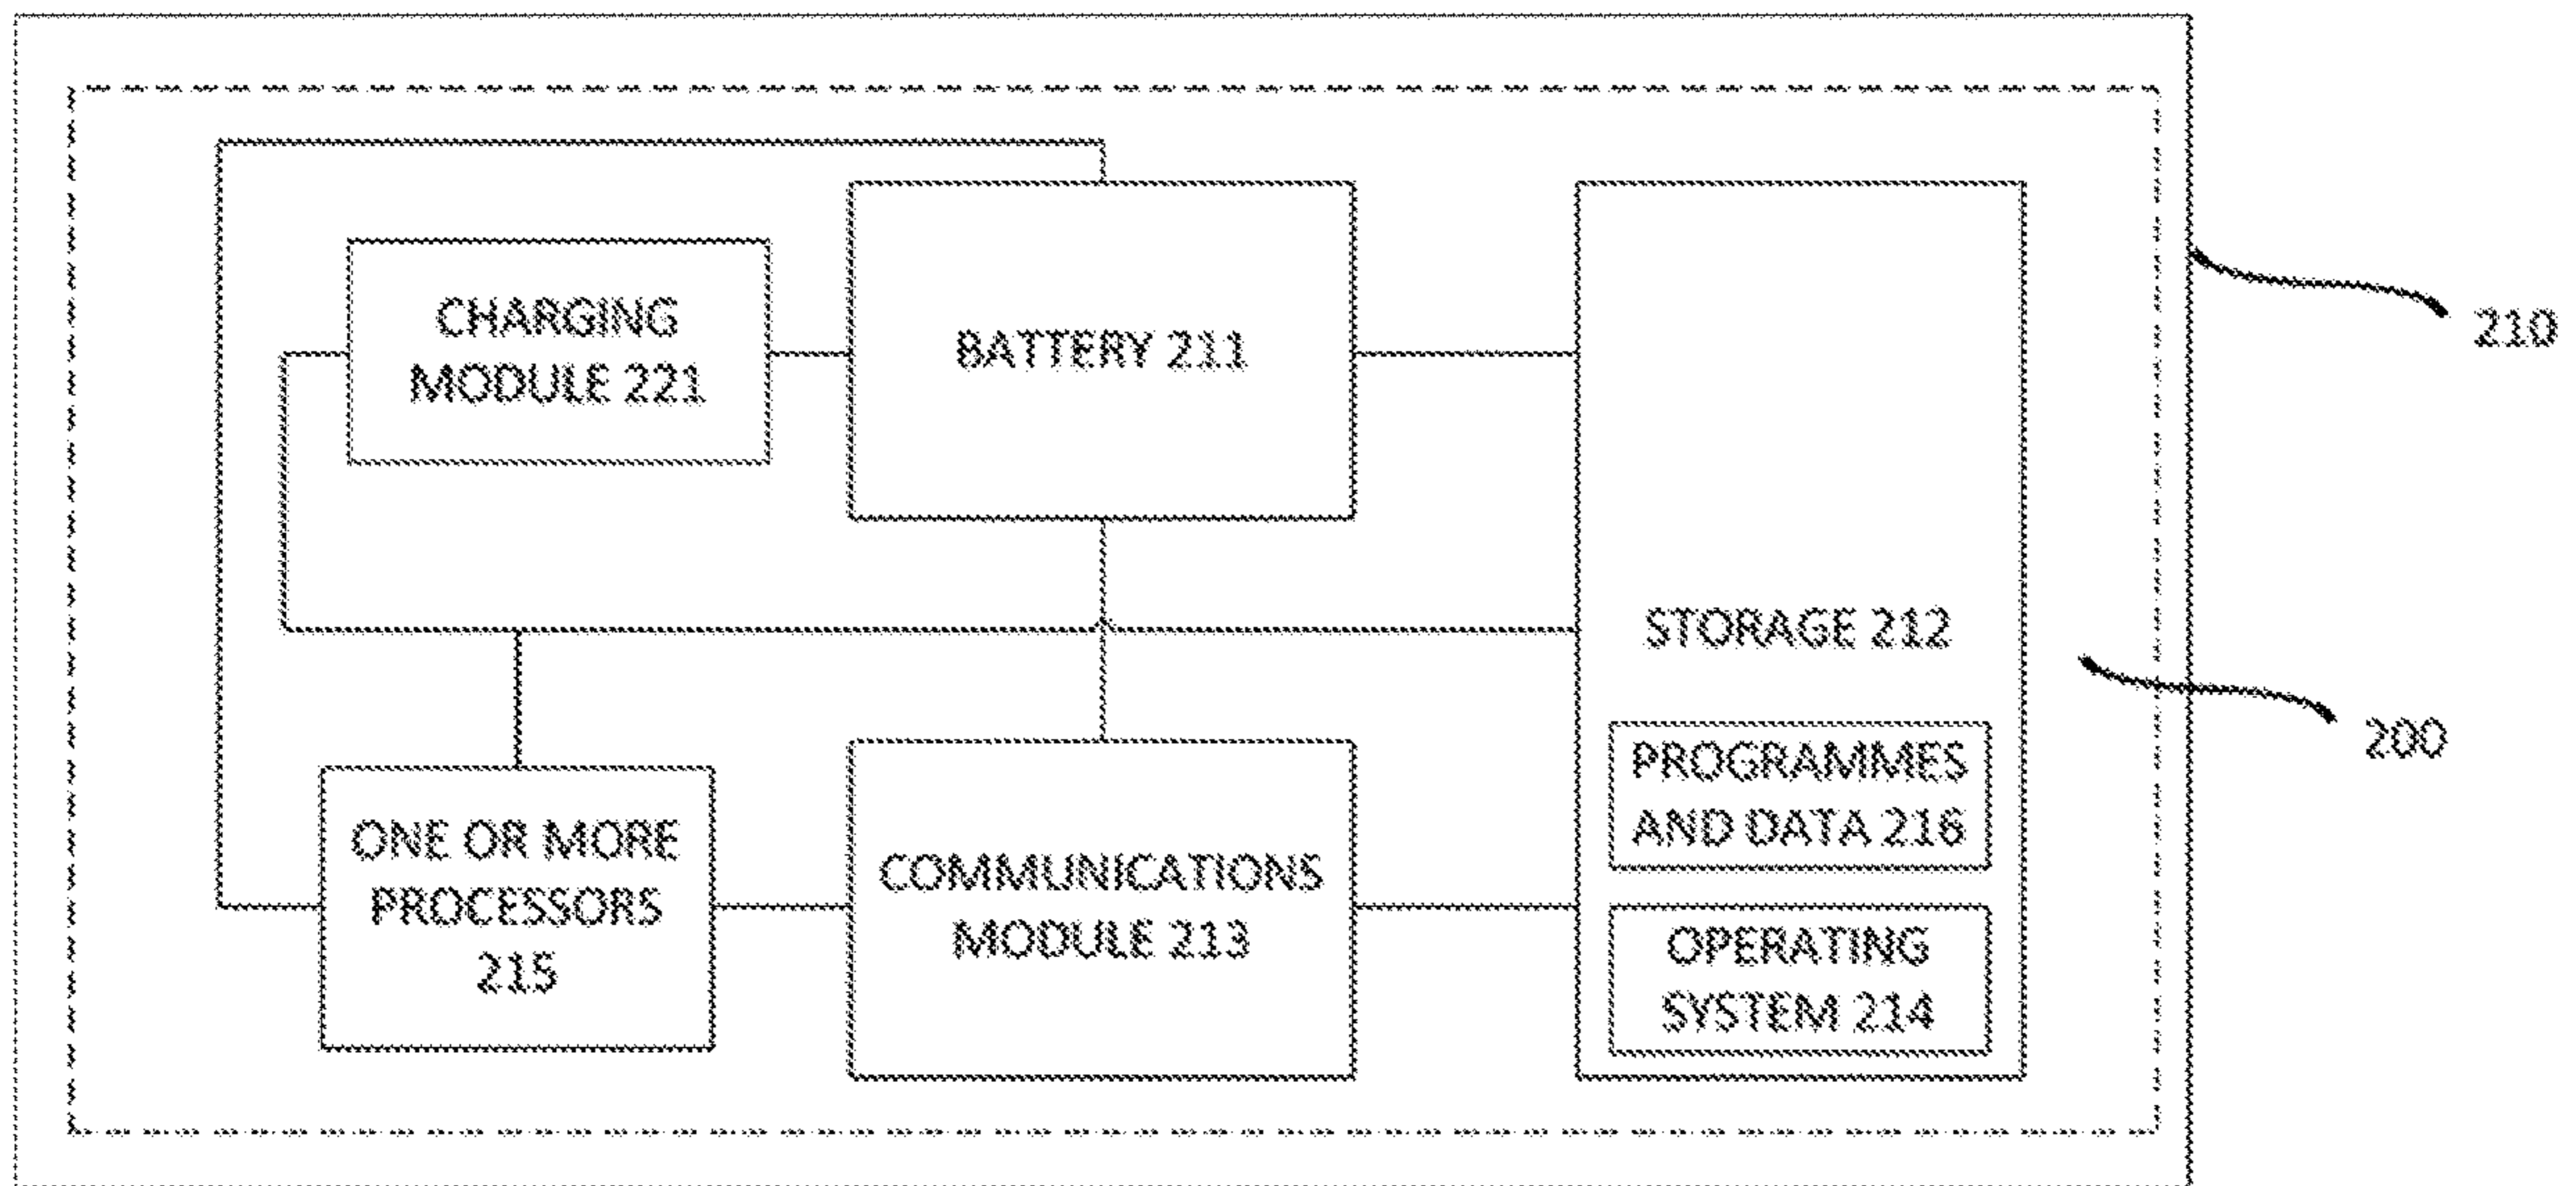 CHARGING
MODULE 221
BATTERY 211
210
STORAGE 212
200
PROGRAMMES
AND DATA 216
ONE OR MORE
PROCESSORS
215
COMMUNICATIONS
MODULE 213
OPERATING
SYSTEM 214